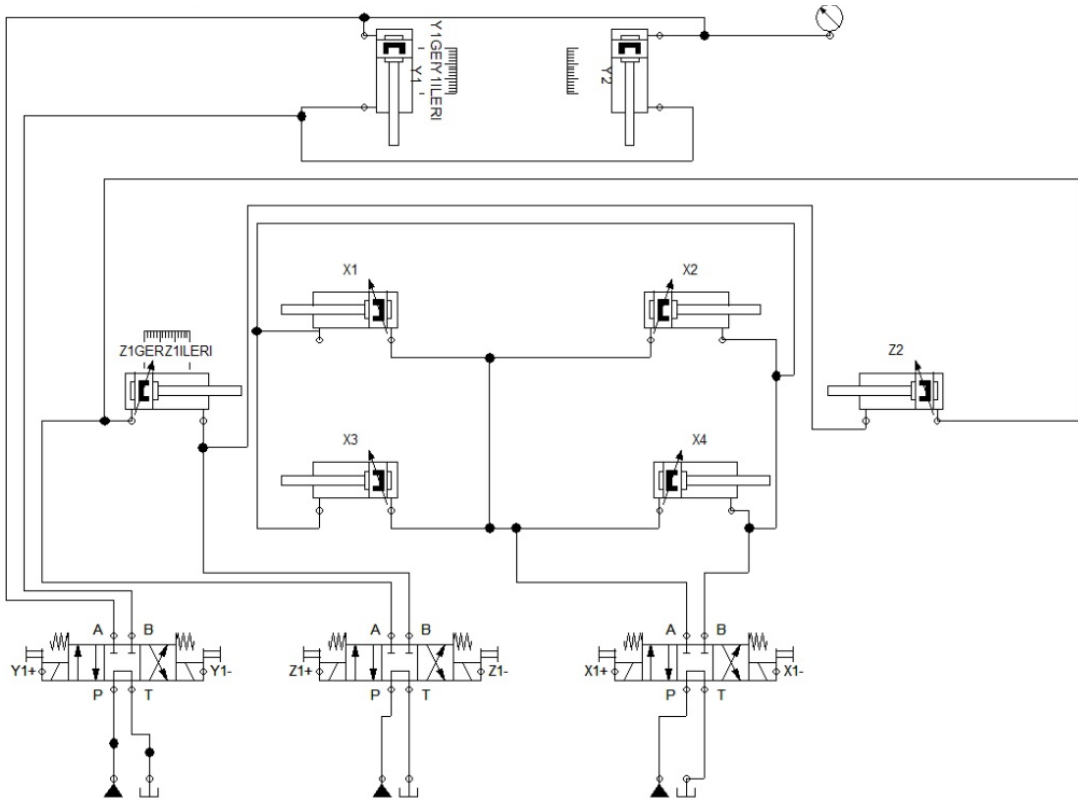 Y1GERY1ILERI
Y1
Y2
X1
X2
Z1GERZ1ILERI
Z2
X3
X4
A B
A B
A B
Y1+
Y1-
Z1+
Z1-
X1+
X1-
P T
P T
P T